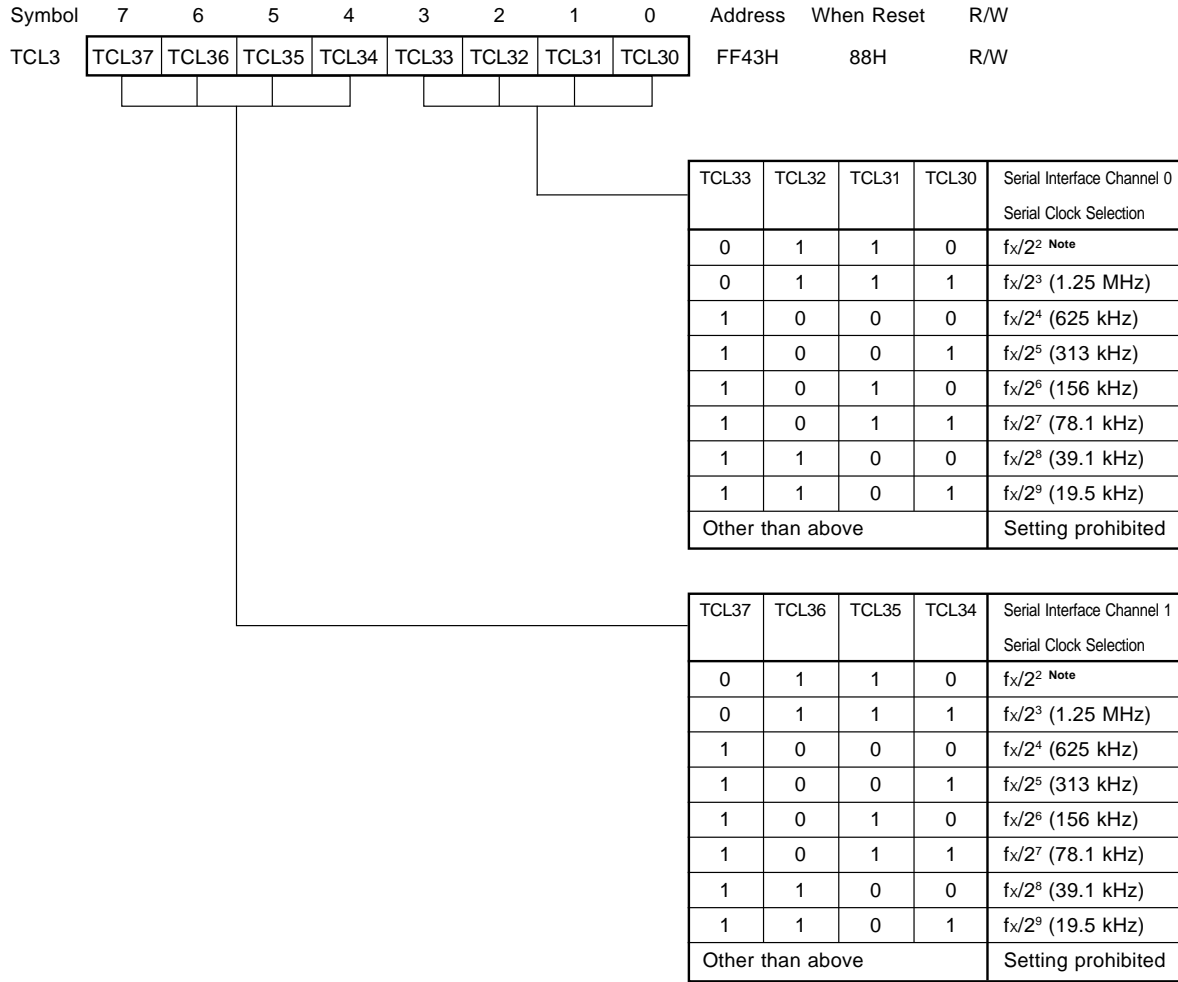 Symbol 7 6 5 4 3 2 1 0 Address When Reset R/W
TCL3 TCL37 TCL36 TCL35 TCL34 TCL33 TCL32 TCL31 TCL30 FF43H 88H R/W
TCL33 TCL32 TCL31 TCL30 Serial Interface Channel 0
Serial Clock Selection
0 1 1 0 fx/2² Note
0 1 1 1 fx/2³ (1.25 MHz)
1 0 0 0 fx/2⁴ (625 kHz)
1 0 0 1 fx/2⁵ (313 kHz)
1 0 1 0 fx/2⁶ (156 kHz)
1 0 1 1 fx/2⁷ (78.1 kHz)
1 1 0 0 fx/2⁸ (39.1 kHz)
1 1 0 1 fx/2⁹ (19.5 kHz)
Other than above Setting prohibited
TCL37 TCL36 TCL35 TCL34 Serial Interface Channel 1
Serial Clock Selection
0 1 1 0 fx/2² Note
0 1 1 1 fx/2³ (1.25 MHz)
1 0 0 0 fx/2⁴ (625 kHz)
1 0 0 1 fx/2⁵ (313 kHz)
1 0 1 0 fx/2⁶ (156 kHz)
1 0 1 1 fx/2⁷ (78.1 kHz)
1 1 0 0 fx/2⁸ (39.1 kHz)
1 1 0 1 fx/2⁹ (19.5 kHz)
Other than above Setting prohibited